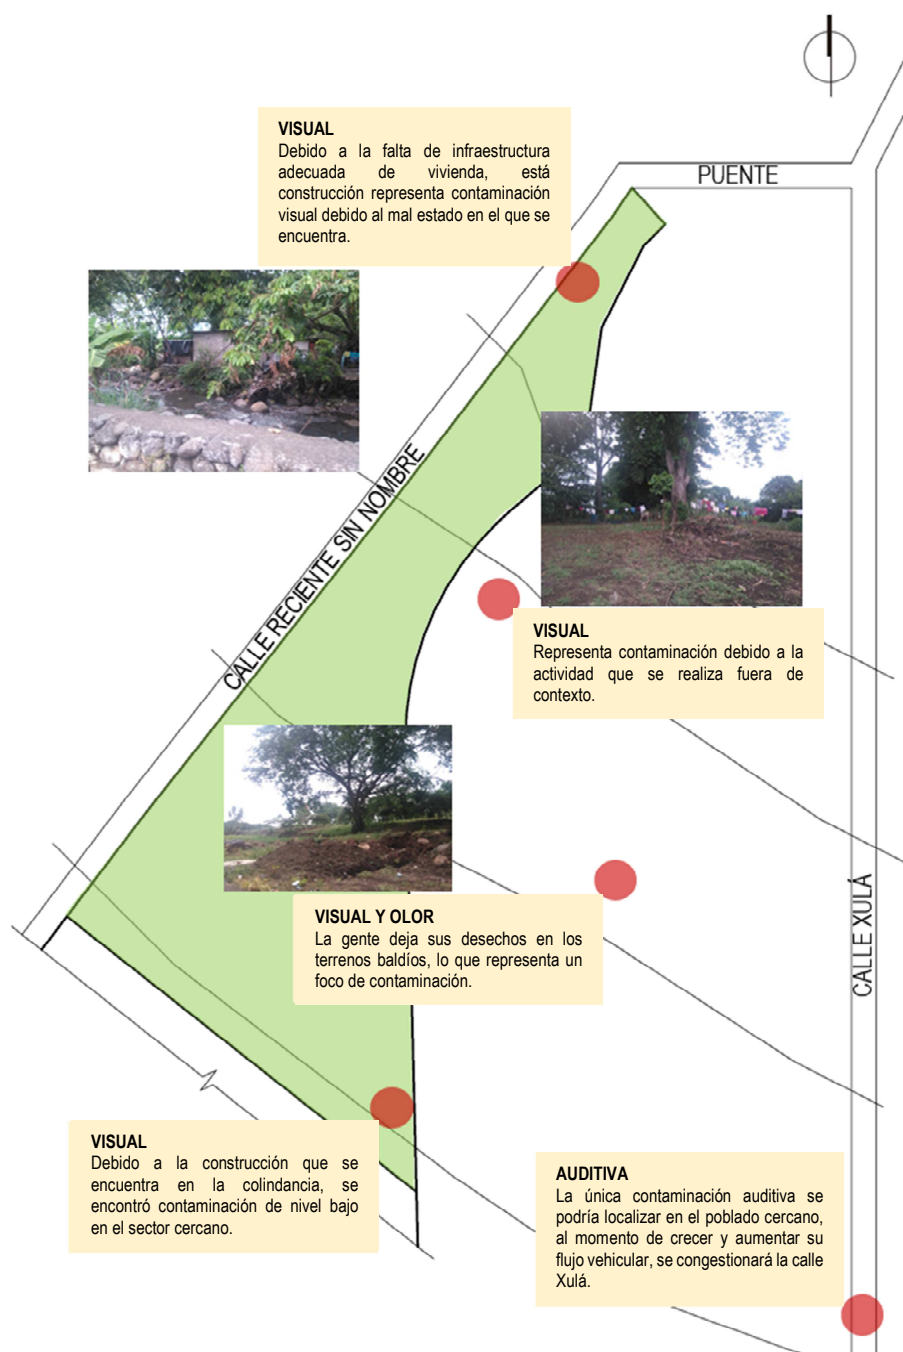 VISUAL
Debido a la falta de infraestructura
adecuada de vivienda, está
construcción representa contaminación
visual debido al mal estado en el que se
encuentra.
PUENTE
CALLE RECIENTE SIN NOMBRE
VISUAL
Representa contaminación debido a la
actividad que se realiza fuera de
contexto.
VISUAL Y OLOR
La gente deja sus desechos en los
terrenos baldíos, lo que representa un
foco de contaminación.
CALLE XULÁ
VISUAL
Debido a la construcción que se
encuentra en la colindancia, se
encontró contaminación de nivel bajo
en el sector cercano.
AUDITIVA
La única contaminación auditiva se
podría localizar en el poblado cercano,
al momento de crecer y aumentar su
flujo vehicular, se congestionará la calle
Xulá.